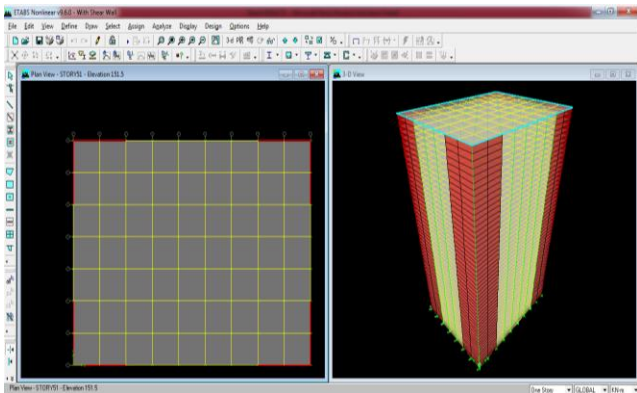 ETABS Nonlinear v9.6.0 - With Shear Wall
File Edit View Define Draw Select Assign Analyze Display Design Options Help
Plan View - STORY51 - Elevation 151.5
3-D View
Plan View - STORY51 - Elevation 151.5
One Story
GLOBAL
KN-m